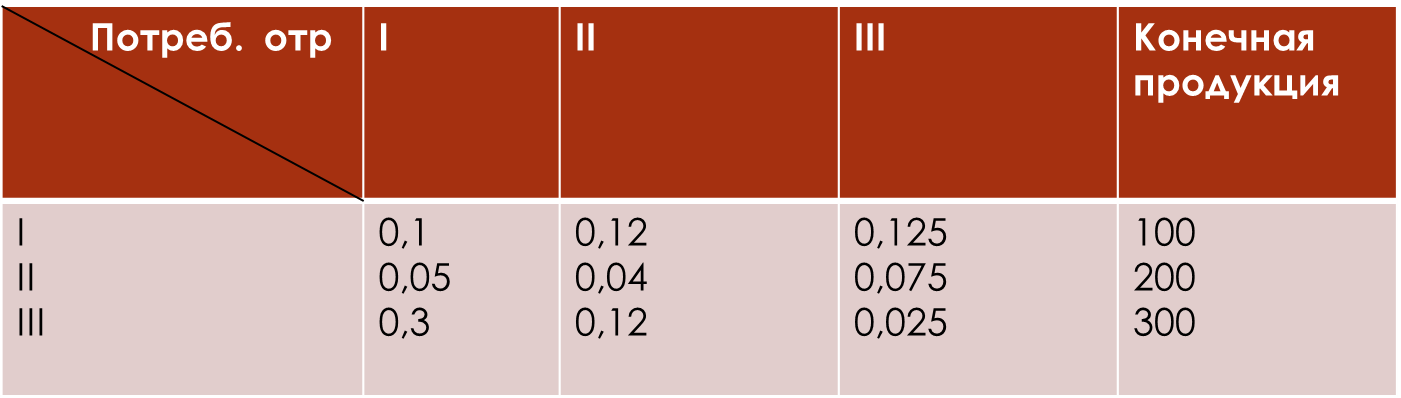 Потреб. отр I II III Конечная
продукция
I 0,1 0,12 0,125 100
II 0,05 0,04 0,075 200
III 0,3 0,12 0,025 300